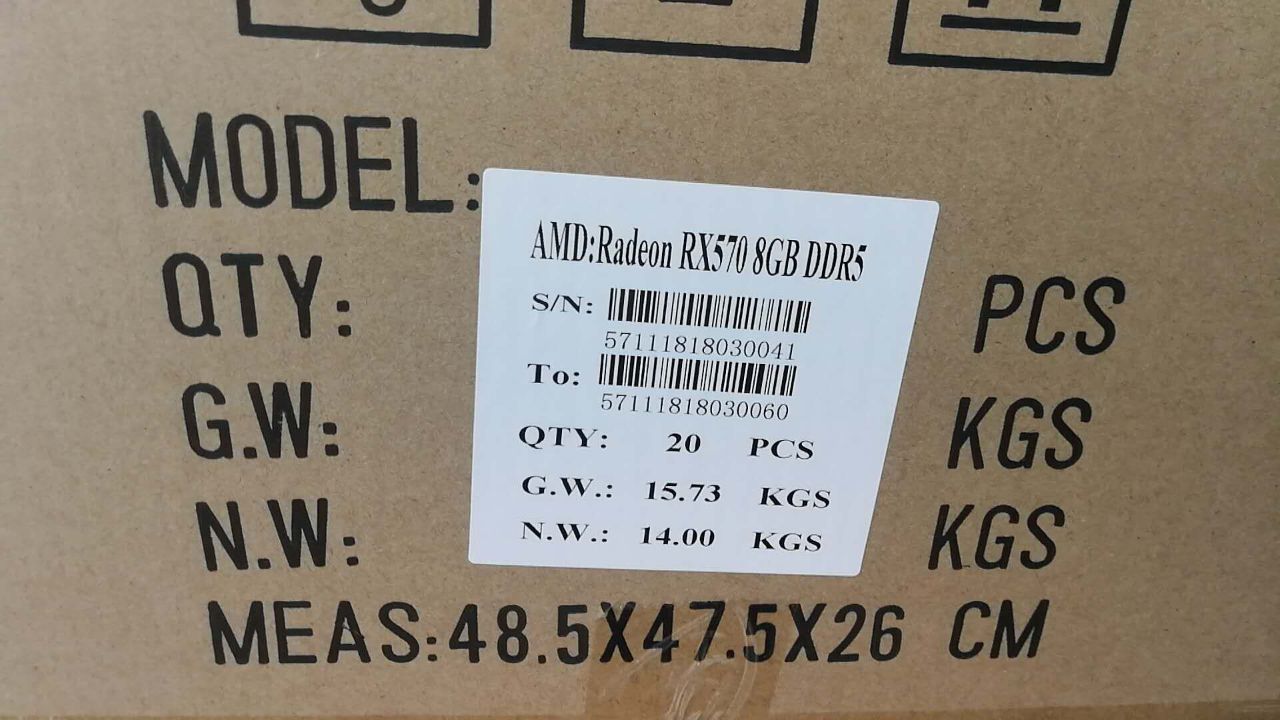 MODEL:
QTY: PCS
G.W: KGS
N.W: KGS
MEAS:48.5X47.5X26 CM
AMD:Radeon RX570 8GB DDR5
S/N:
57111818030041
To:
57111818030060
QTY: 20 PCS
G.W.: 15.73 KGS
N.W.: 14.00 KGS